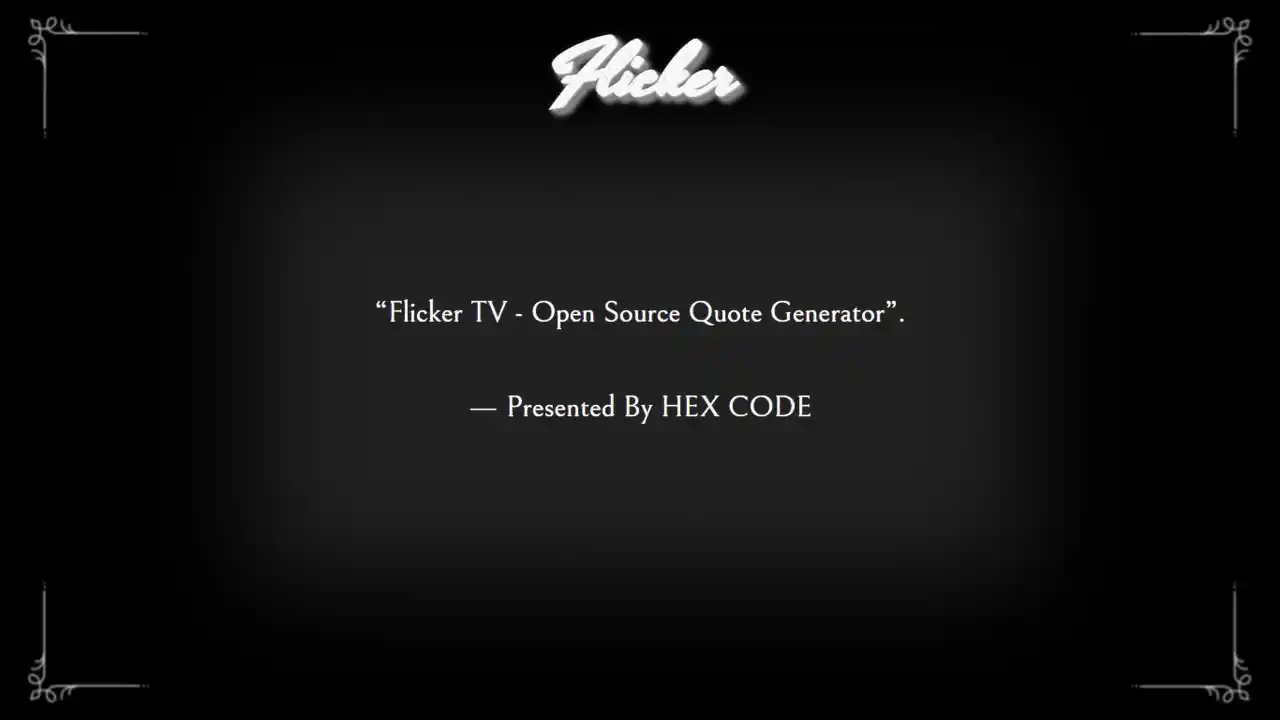 Flicker
“Flicker TV - Open Source Quote Generator”.
— Presented By HEX CODE